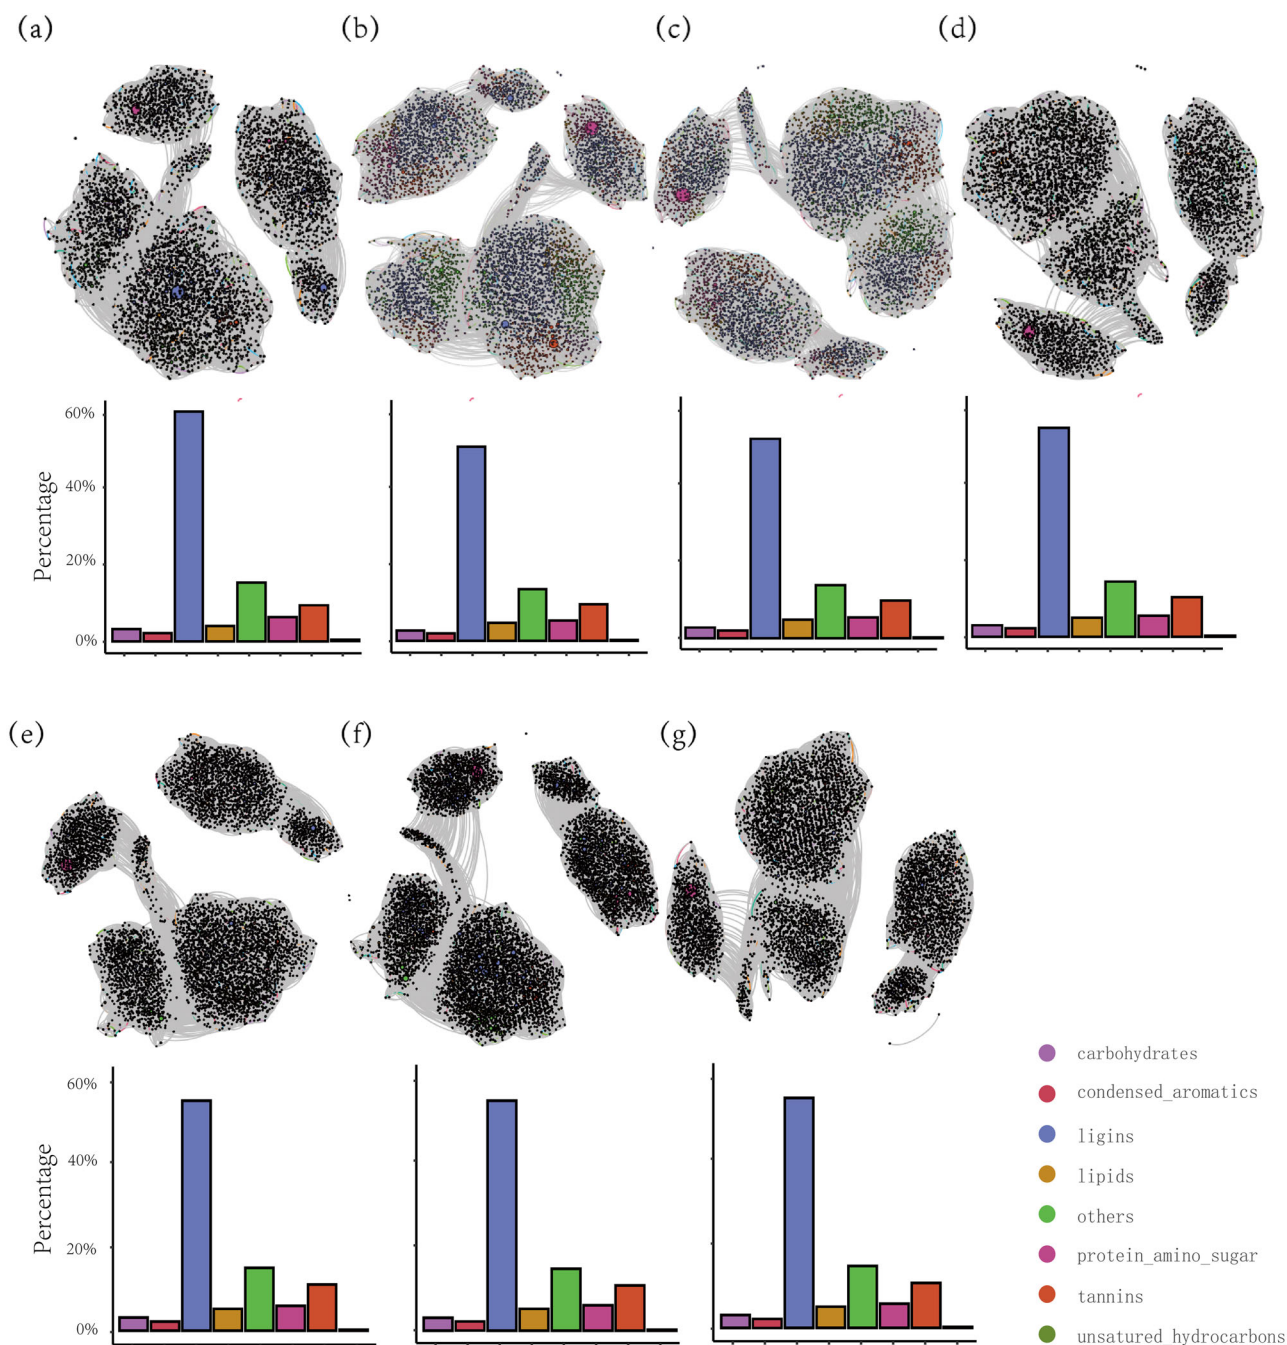 (a)
(b)
(c)
(d)
60%
40%
20%
0%
Percentage
(e)
(f)
(g)
60%
40%
20%
0%
Percentage
carbohydrates
condensed_aromatics
ligins
lipids
others
protein_amino_sugar
tannins
unsatured_hydrocarbons